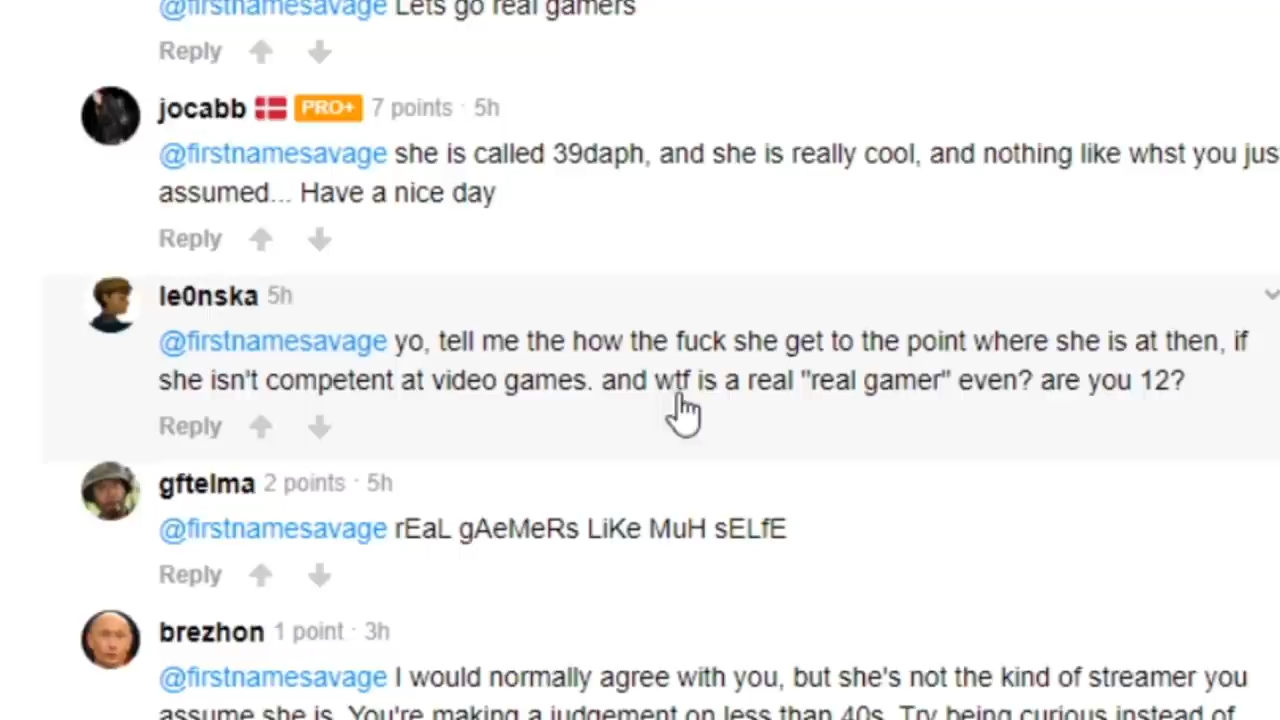 @firstnamesavage Lets go real gamers
Reply
jocabb PRO+ 7 points · 5h
@firstnamesavage she is called 39daph, and she is really cool, and nothing like whst you jus
assumed... Have a nice day
Reply
le0nska 5h
@firstnamesavage yo, tell me the how the fuck she get to the point where she is at then, if
she isn't competent at video games. and wtf is a real "real gamer" even? are you 12?
Reply
gftelma 2 points · 5h
@firstnamesavage rEaL gAeMeRs LiKe MuH sELfE
Reply
brezhon 1 point · 3h
@firstnamesavage I would normally agree with you, but she's not the kind of streamer you
assume she is. You're making a judgement on less than 40s. Try being curious instead of